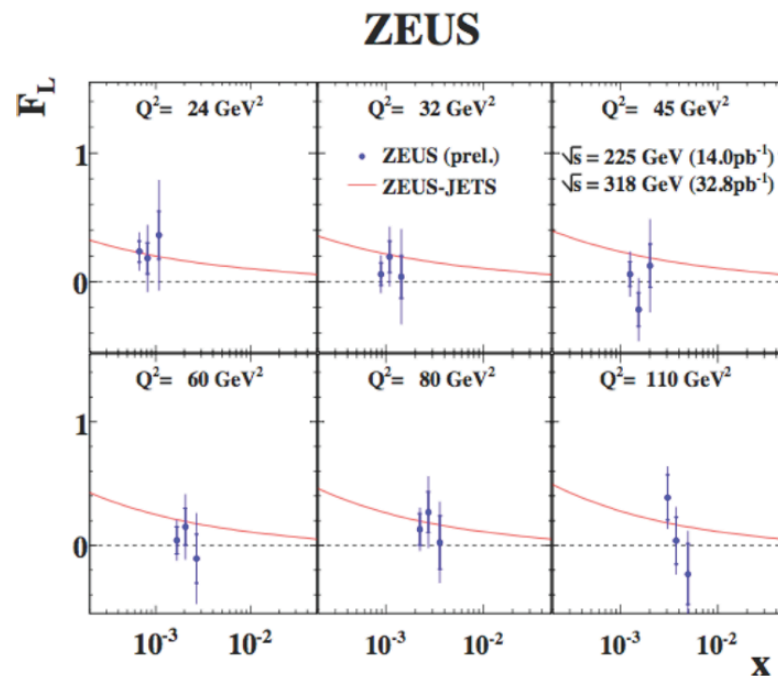 ZEUS
F_L
Q²= 24 GeV²
Q²= 32 GeV²
Q²= 45 GeV²
ZEUS (prel.)
ZEUS-JETS
√s = 225 GeV (14.0pb⁻¹)
√s = 318 GeV (32.8pb⁻¹)
1
0
Q²= 60 GeV²
Q²= 80 GeV²
Q²= 110 GeV²
1
0
10⁻³ 10⁻² 10⁻³ 10⁻² 10⁻³ 10⁻²
x